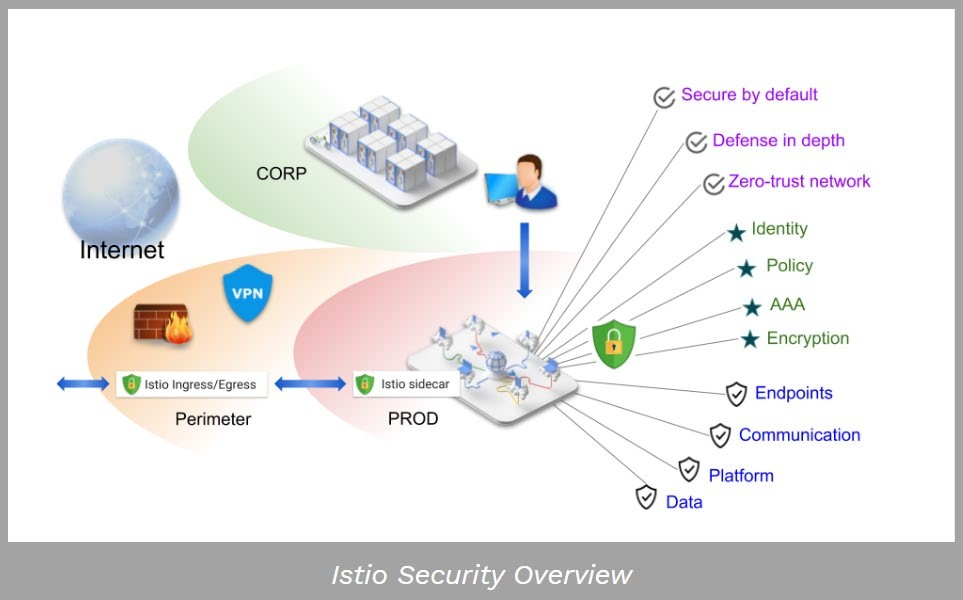 Secure by default
Defense in depth
CORP
Zero-trust network
Internet
Identity
Policy
VPN
AAA
Encryption
Istio Ingress/Egress
Istio sidecar
Perimeter
PROD
Endpoints
Communication
Platform
Data
Istio Security Overview